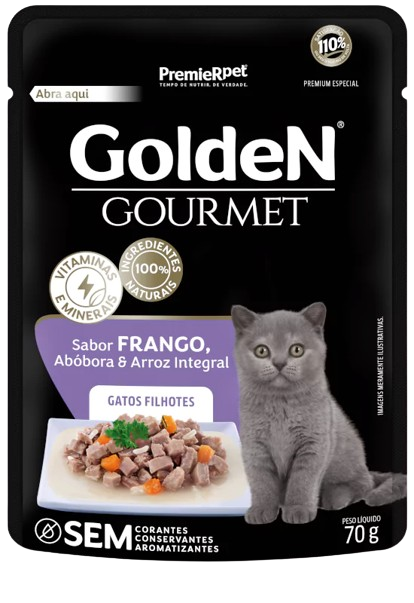 PremieRpet®
TEMPO DE NUTRIR. DE VERDADE.
110%
PREMIUM ESPECIAL
Abra aqui
GoldeN®
GOURMET
VITAMINAS
E MINERAIS
INGREDIENTES
100%
NATURAIS
Sabor FRANGO,
Abóbora & Arroz Integral
GATOS FILHOTES
IMAGENS MERAMENTE ILUSTRATIVAS.
SEM CORANTES
CONSERVANTES
AROMATIZANTES
PESO LÍQUIDO
70 g